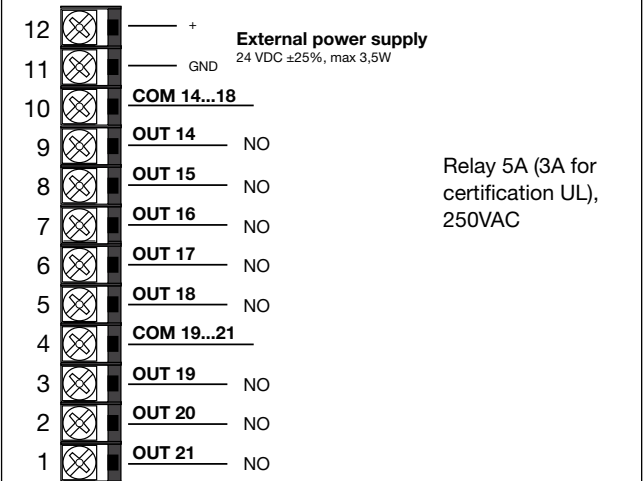 12 +
External power supply
24 VDC ±25%, max 3,5W
11 GND
10 COM 14...18
9 OUT 14 NO
8 OUT 15 NO
7 OUT 16 NO
6 OUT 17 NO
5 OUT 18 NO
4 COM 19...21
3 OUT 19 NO
2 OUT 20 NO
1 OUT 21 NO
Relay 5A (3A for
certification UL),
250VAC